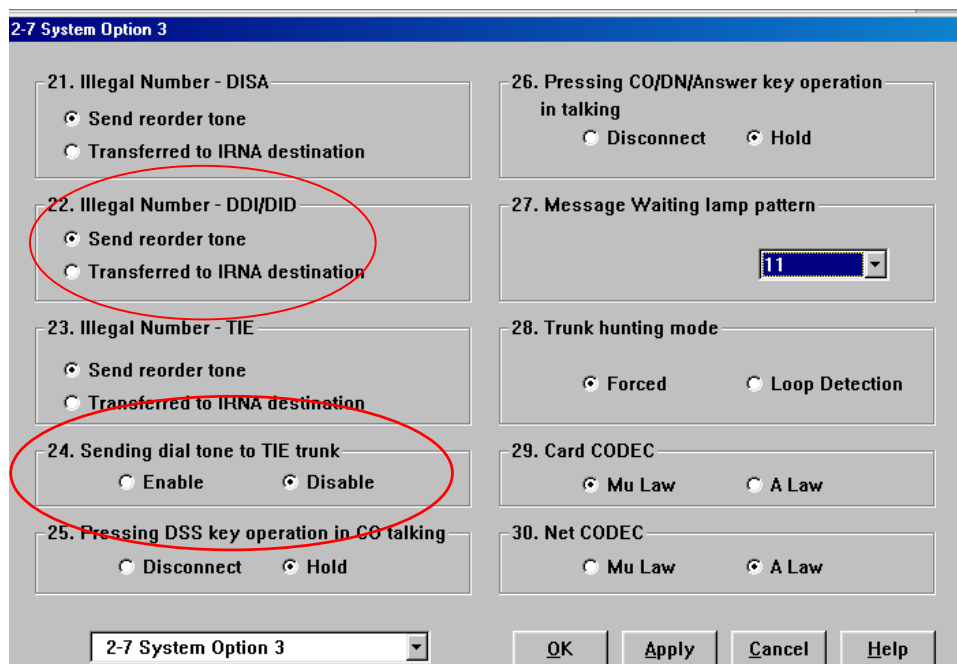 2-7 System Option 3
21. Illegal Number - DISA
Send reorder tone
Transferred to IRNA destination
22. Illegal Number - DDI/DID
Send reorder tone
Transferred to IRNA destination
23. Illegal Number - TIE
Send reorder tone
Transferred to IRNA destination
24. Sending dial tone to TIE trunk
Enable Disable
25. Pressing DSS key operation in CO talking
Disconnect Hold
26. Pressing CO/DN/Answer key operation
in talking
Disconnect Hold
27. Message Waiting lamp pattern
11
28. Trunk hunting mode
Forced Loop Detection
29. Card CODEC
Mu Law A Law
30. Net CODEC
Mu Law A Law
2-7 System Option 3
OK Apply Cancel Help